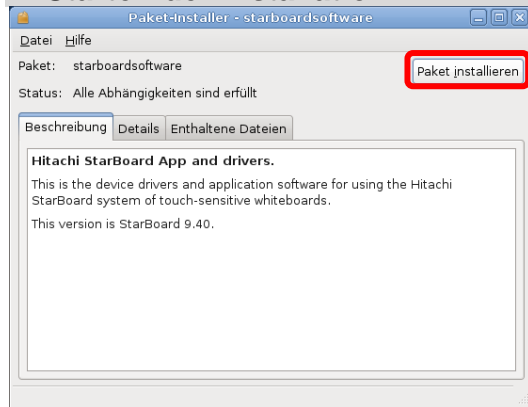 Paket-Installer - starboardsoftware
Datei Hilfe
Paket: starboardsoftware
Paket installieren
Status: Alle Abhängigkeiten sind erfüllt
Beschreibung Details Enthaltene Dateien
Hitachi StarBoard App and drivers.
This is the device drivers and application software for using the Hitachi
StarBoard system of touch-sensitive whiteboards.
This version is StarBoard 9.40.